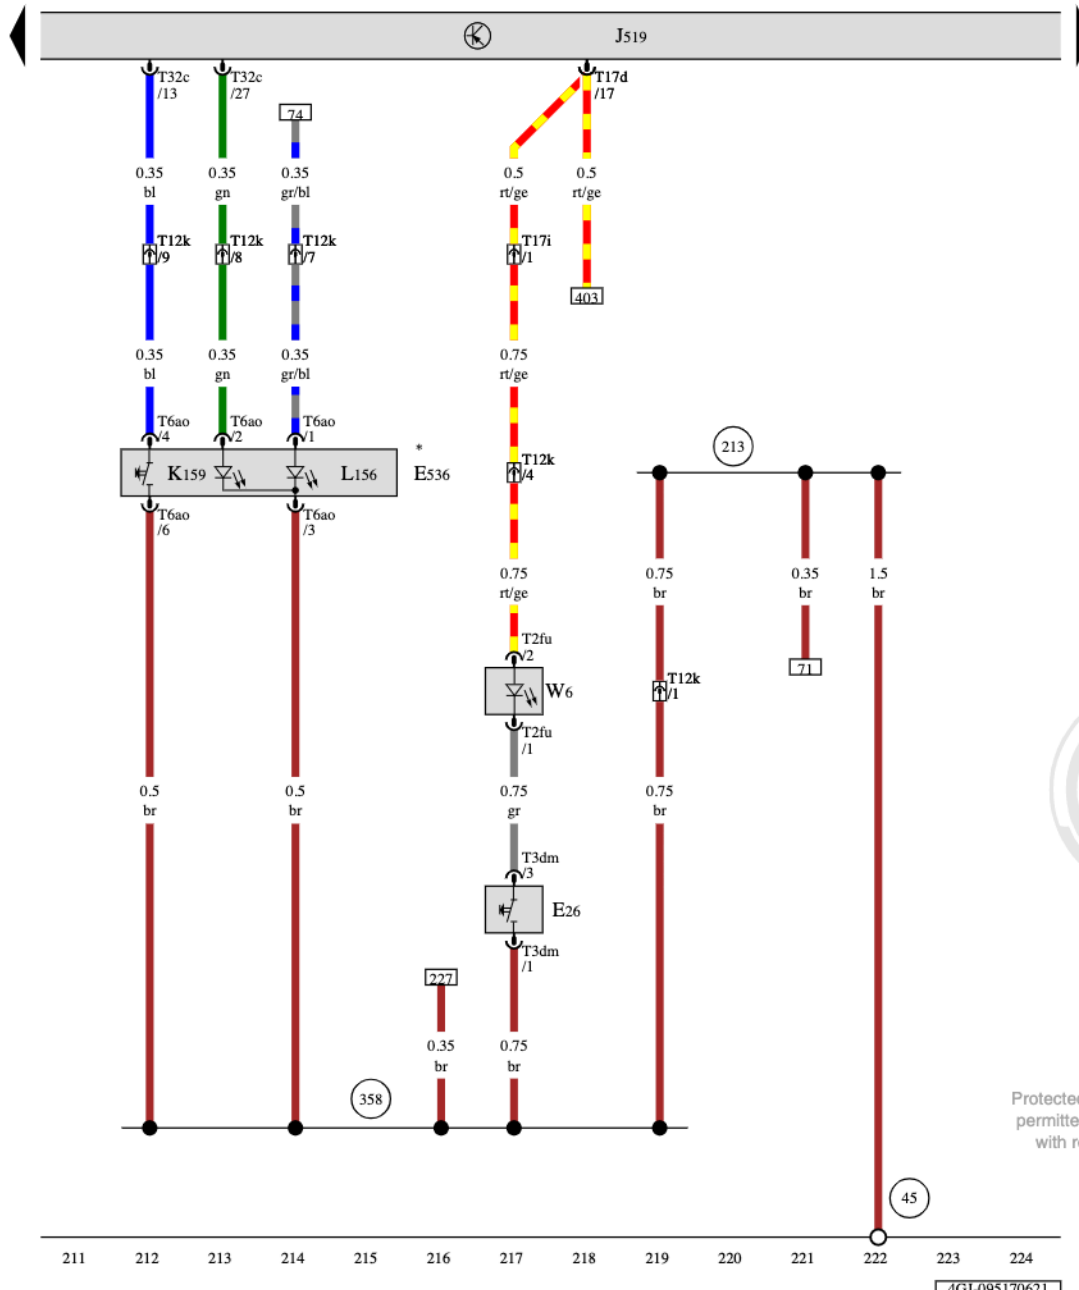 J519
T32c
/13
T32c
/27
T17d
/17
74
0.35
bl
0.35
gn
0.35
gr/bl
0.5
rt/ge
0.5
rt/ge
T12k
/9
T12k
/8
T12k
/7
T17i
/1
403
0.35
bl
0.35
gn
0.35
gr/bl
0.75
rt/ge
T6ao
/4
T6ao
/2
T6ao
/1
*
K159
L156
E536
T12k
/4
213
T6ao
/6
T6ao
/3
0.75
rt/ge
0.75
br
0.35
br
1.5
br
T2fu
/2
71
W6
T12k
/1
T2fu
/1
0.5
br
0.5
br
0.75
gr
0.75
br
T3dm
/3
E26
T3dm
/1
227
0.35
br
0.75
br
358
Protected
permitte
with r
45
211 212 213 214 215 216 217 218 219 220 221 222 223 224
4GL-095170621